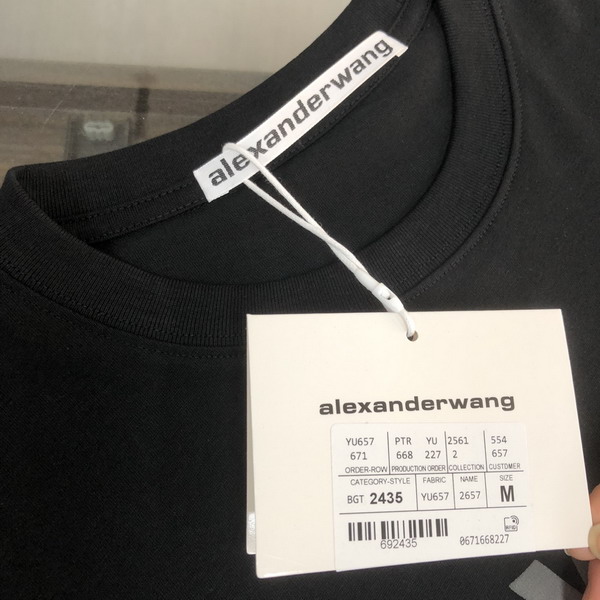 alexanderwang
alexanderwang
YU657 PTR YU 2561 554
671 668 227 2 657
ORDER-ROW PRODUCTION ORDER COLLECTION CUSTOMER
CATEGORY-STYLE FABRIC NAME SIZE
BGT 2435 YU657 2657 M
692435 0671668227